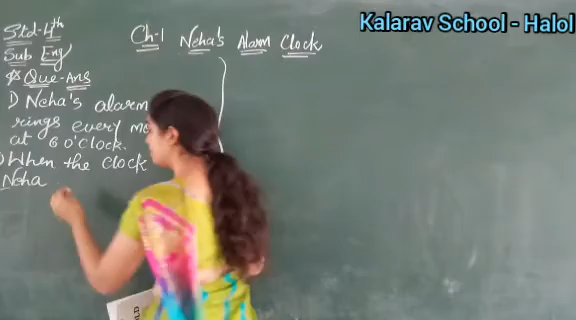 Kalarav School - Halol
Std-4th
Ch-1 Neha's Alarm Clock
Sub Eng
* Que-Ans
1) Neha's alarm
rings every mo
at 6 o'clock.
When the clock
Neha